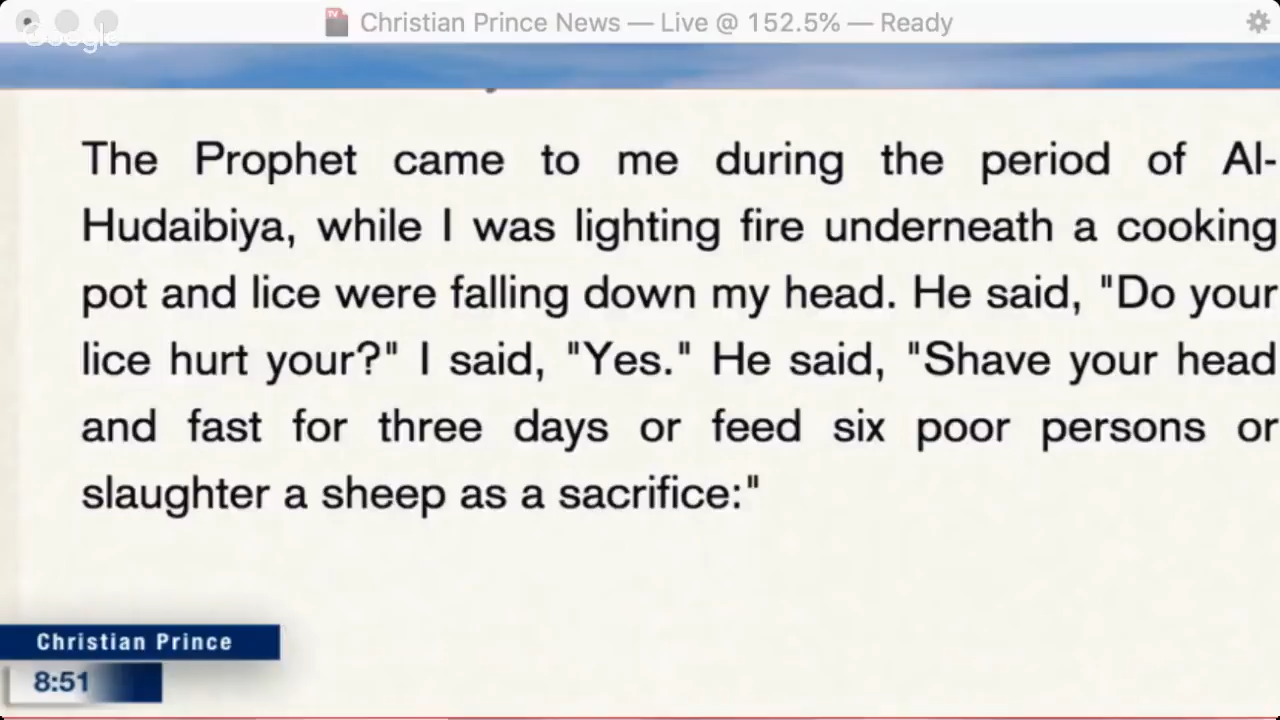 Christian Prince News — Live @ 152.5% — Ready
Google
The Prophet came to me during the period of Al-
Hudaibiya, while I was lighting fire underneath a cooking
pot and lice were falling down my head. He said, "Do your
lice hurt your?" I said, "Yes." He said, "Shave your head
and fast for three days or feed six poor persons or
slaughter a sheep as a sacrifice:"
Christian Prince
8:51